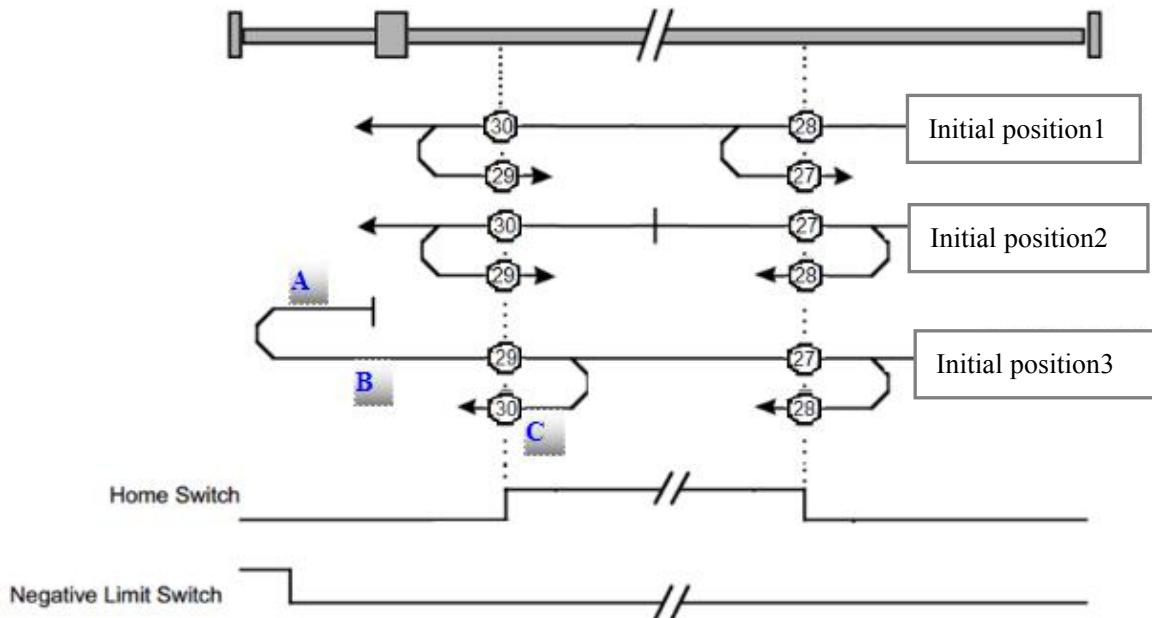 30 28 Initial position1
29 27
30 27 Initial position2
29 28
A
29 27 Initial position3
B
30 28
C
Home Switch
Negative Limit Switch